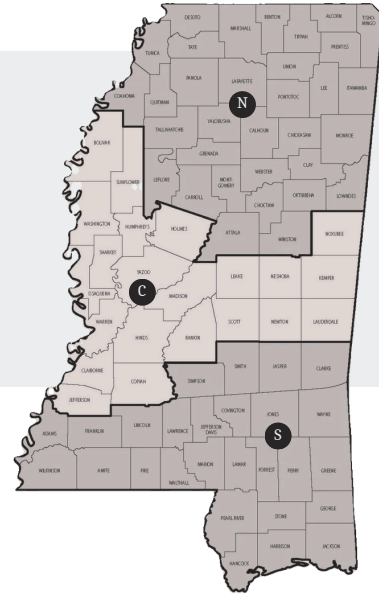 DESOTO
MARSHALL
BENTON
TIPPAH
ALCORN
TISHO-
MINGO
PRENTISS
TUNICA
TATE
UNION
PANOLA
LAFAYETTE
PONTOTOC
LEE
ITAWAMBA
COAHOMA
QUITMAN
N
YALOBUSHA
TALLAHATCHIE
CALHOUN
CHICKASAW
MONROE
BOLIVAR
GRENADA
CLAY
SUNFLOWER
LEFLORE
MONT-
GOMERY
WEBSTER
OKTIBBEHA
LOWNDES
CARROLL
CHOCTAW
WASHINGTON
HUMPHREYS
HOLMES
ATTALA
WINSTON
NOXUBEE
SHARKEY
YAZOO
LEAKE
NESHOBA
KEMPER
ISSAQUENA
C
MADISON
WARREN
SCOTT
NEWTON
LAUDERDALE
HINDS
RANKIN
CLAIBORNE
COPIAH
SIMPSON
SMITH
JASPER
CLARKE
JEFFERSON
COVINGTON
JONES
WAYNE
ADAMS
FRANKLIN
LINCOLN
LAWRENCE
JEFFERSON
DAVIS
S
WILKINSON
AMITE
PIKE
MARION
LAMAR
FORREST
PERRY
GREENE
WALTHALL
GEORGE
PEARL RIVER
STONE
HARRISON
JACKSON
HANCOCK